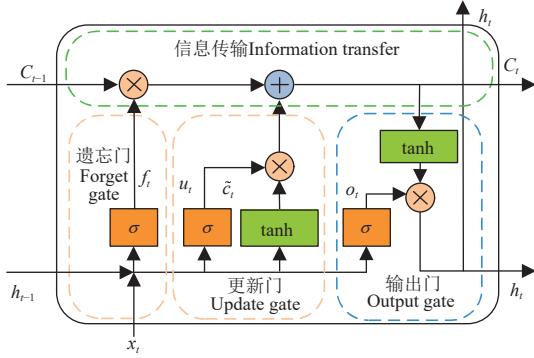 h_t
信息传输Information transfer
C_{t−1}
C_t
×
+
遗忘门
Forget
gate
f_t
u_t
c̃_t
×
tanh
o_t
×
σ
σ
tanh
σ
更新门
Update gate
输出门
Output gate
h_{t−1}
h_t
x_t